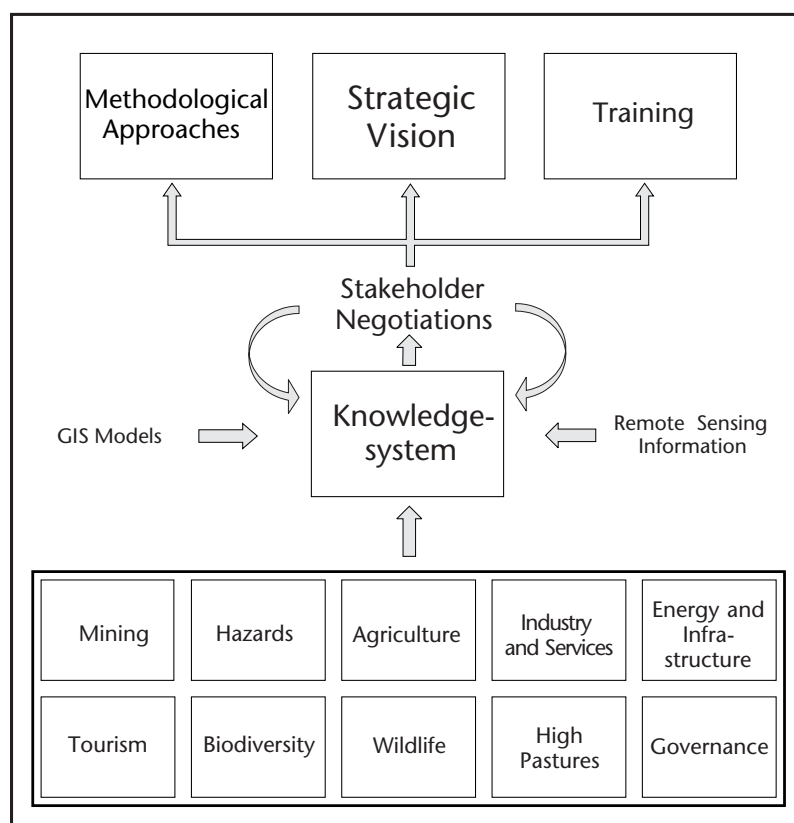 Methodological
Approaches
Strategic
Vision
Training
Stakeholder
Negotiations
GIS Models
Knowledge-
system
Remote Sensing
Information
Mining
Hazards
Agriculture
Industry
and Services
Energy and
Infra-
structure
Tourism
Biodiversity
Wildlife
High
Pastures
Governance